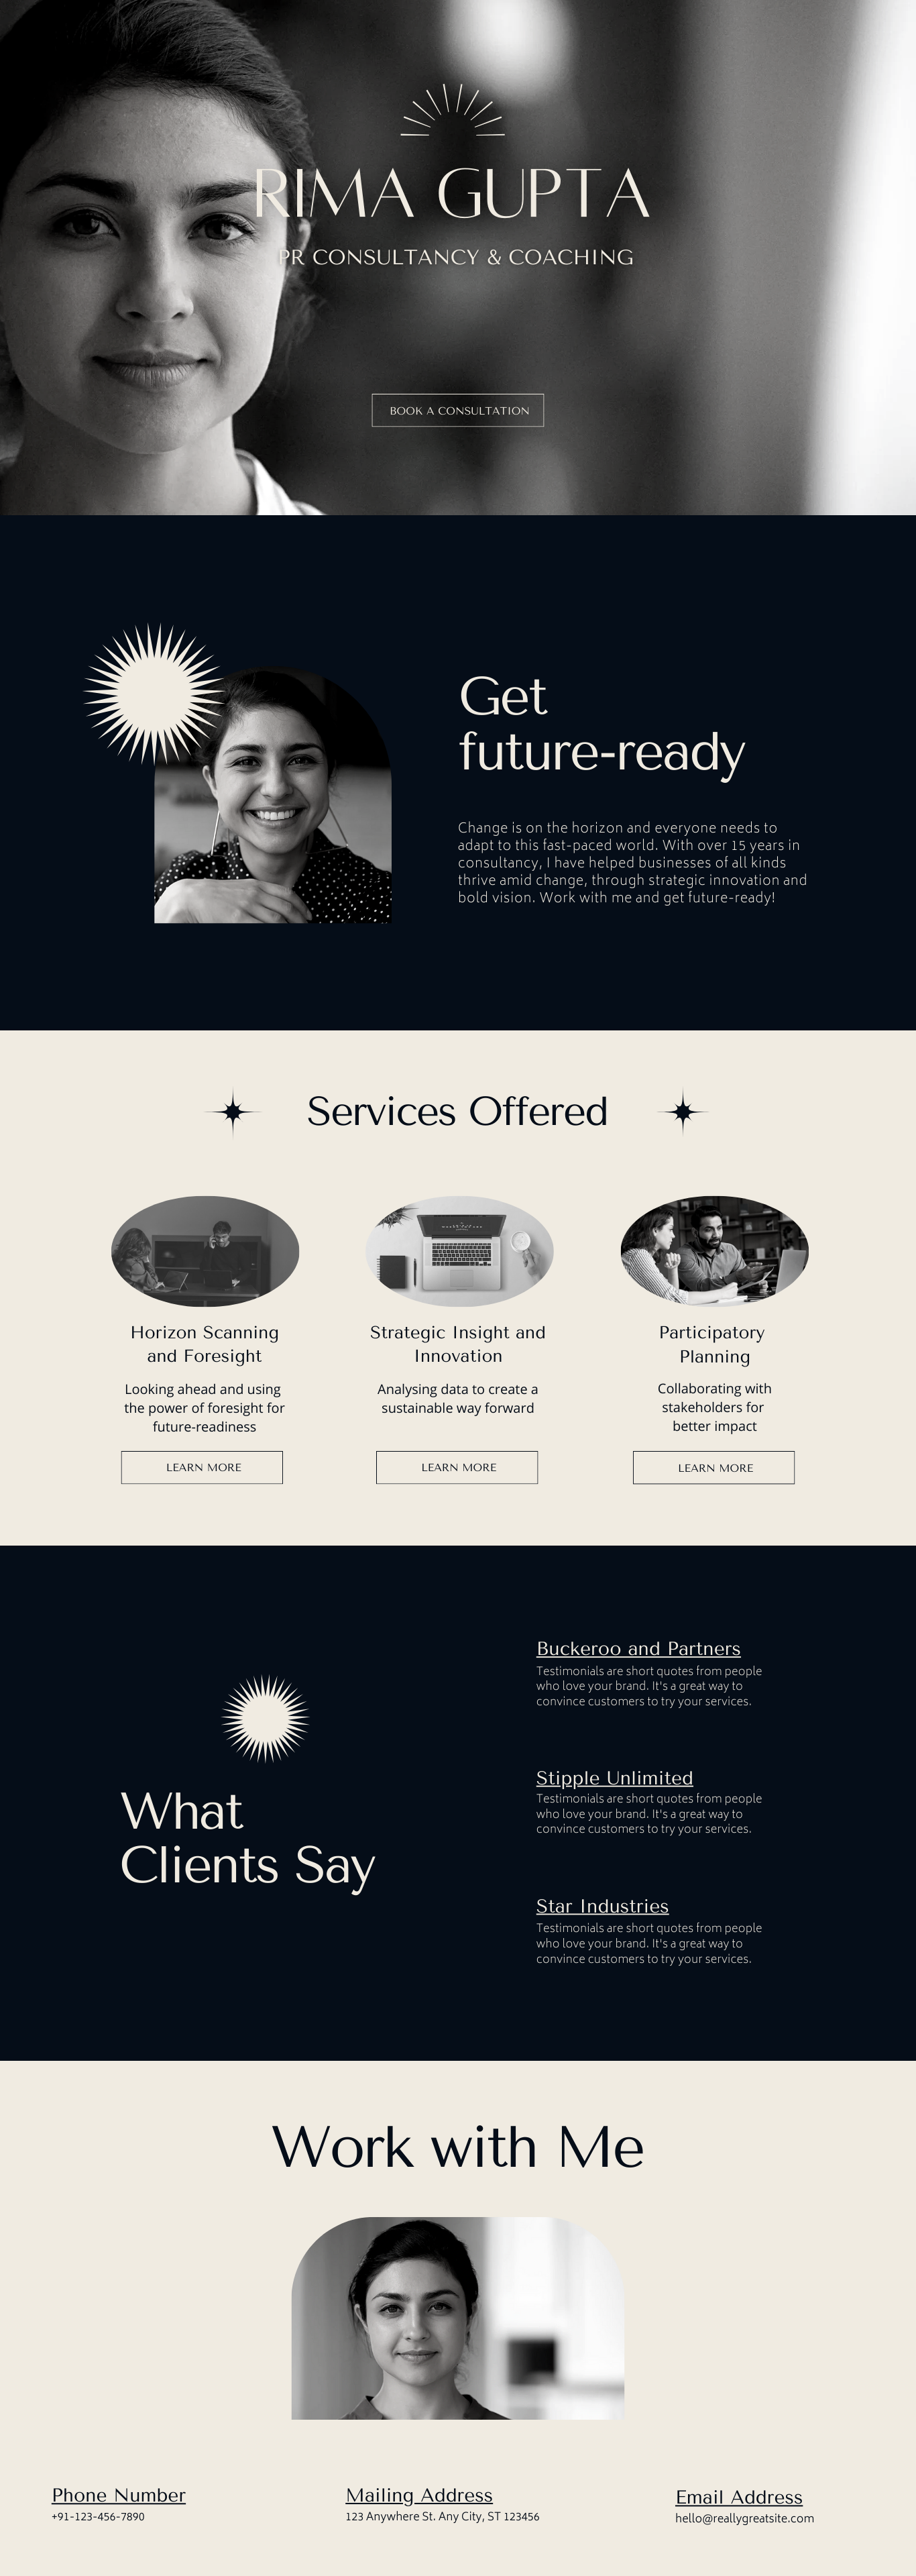 RIMA GUPTA
PR CONSULTANCY & COACHING
BOOK A CONSULTATION
Get
future-ready
Change is on the horizon and everyone needs to
adapt to this fast-paced world. With over 15 years in
consultancy, I have helped businesses of all kinds
thrive amid change, through strategic innovation and
bold vision. Work with me and get future-ready!
Services Offered
Horizon Scanning
and Foresight
Looking ahead and using
the power of foresight for
future-readiness
LEARN MORE
Strategic Insight and
Innovation
Analysing data to create a
sustainable way forward
LEARN MORE
Participatory
Planning
Collaborating with
stakeholders for
better impact
LEARN MORE
What
Clients Say
Buckeroo and Partners
Testimonials are short quotes from people
who love your brand. It's a great way to
convince customers to try your services.
Stipple Unlimited
Testimonials are short quotes from people
who love your brand. It's a great way to
convince customers to try your services.
Star Industries
Testimonials are short quotes from people
who love your brand. It's a great way to
convince customers to try your services.
Work with Me
Phone Number
+91-123-456-7890
Mailing Address
123 Anywhere St. Any City, ST 123456
Email Address
hello@reallygreatsite.com